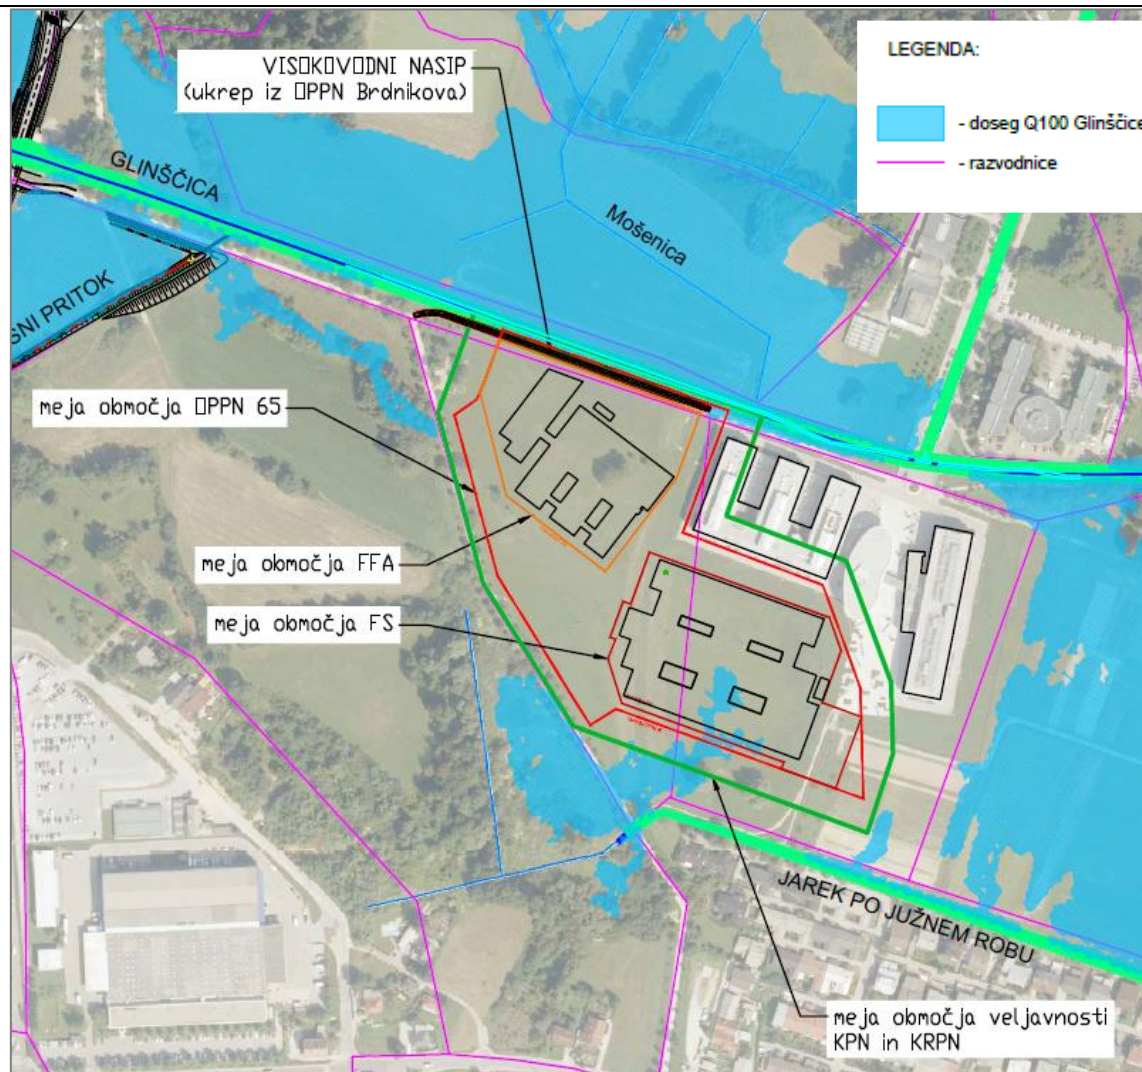 VISOKOVODNI NASIP
(ukrep iz OPPN Brdnikova)
LEGENDA:
- doseg Q100 Glinščice
- razvodnice
GLINŠČICA
Mošenica
SNI PRITOK
meja območja OPPN 65
meja območja FFA
meja območja FS
JAREK PO JUŽNEM ROBU
meja območja veljavnosti
KPN in KRPN